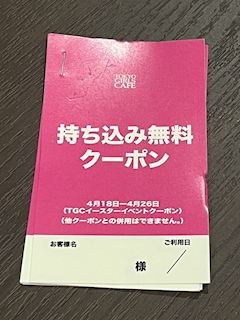 TOKYO
CAFE
持ち込み無料
クーポン
4月18日―4月26日
(TGCイースターイベントクーポン)
(他クーポンとの併用はできません。)
お客様名
ご利用日
様
/